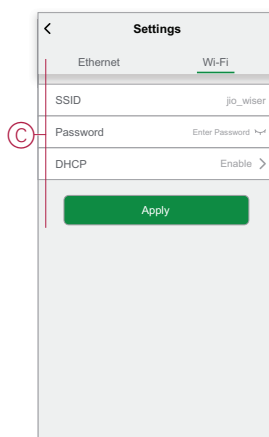 Settings
Ethernet Wi-Fi
SSID jio_wiser
C Password Enter Password
DHCP Enable
Apply